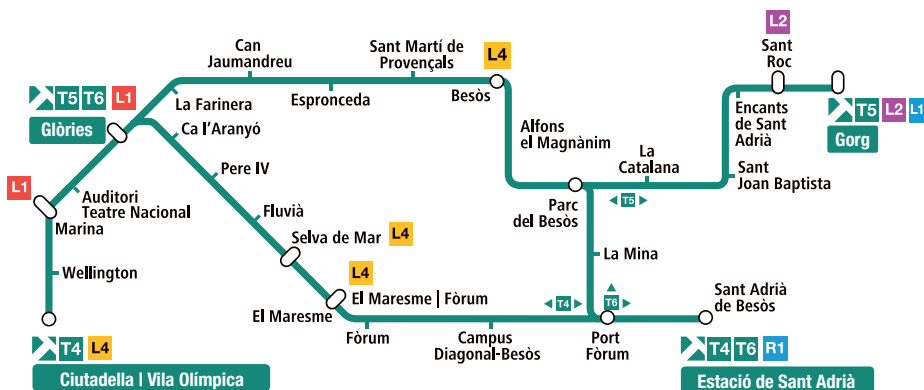 L2
Can
Jaumandreu
Sant Martí de
Provençals
L4
Sant
Roc
La Farinera
Espronceda
Besòs
T5 T6 L1
Glòries
Ca l'Aranyó
Alfons
el Magnànim
Encants
de Sant
Adrià
T5 L2 L1
Gorg
Pere IV
La
Catalana
Sant
Joan Baptista
L1
Auditori
Teatre Nacional
Marina
Parc
del Besòs
T5
Fluvià
Selva de Mar L4
La Mina
Wellington
L4
El Maresme | Fòrum
El Maresme
T4
T6
Sant Adrià
de Besòs
Fòrum
Campus
Diagonal-Besòs
Port
Fòrum
T4 L4
Ciutadella | Vila Olímpica
T4 T6 R1
Estació de Sant Adrià